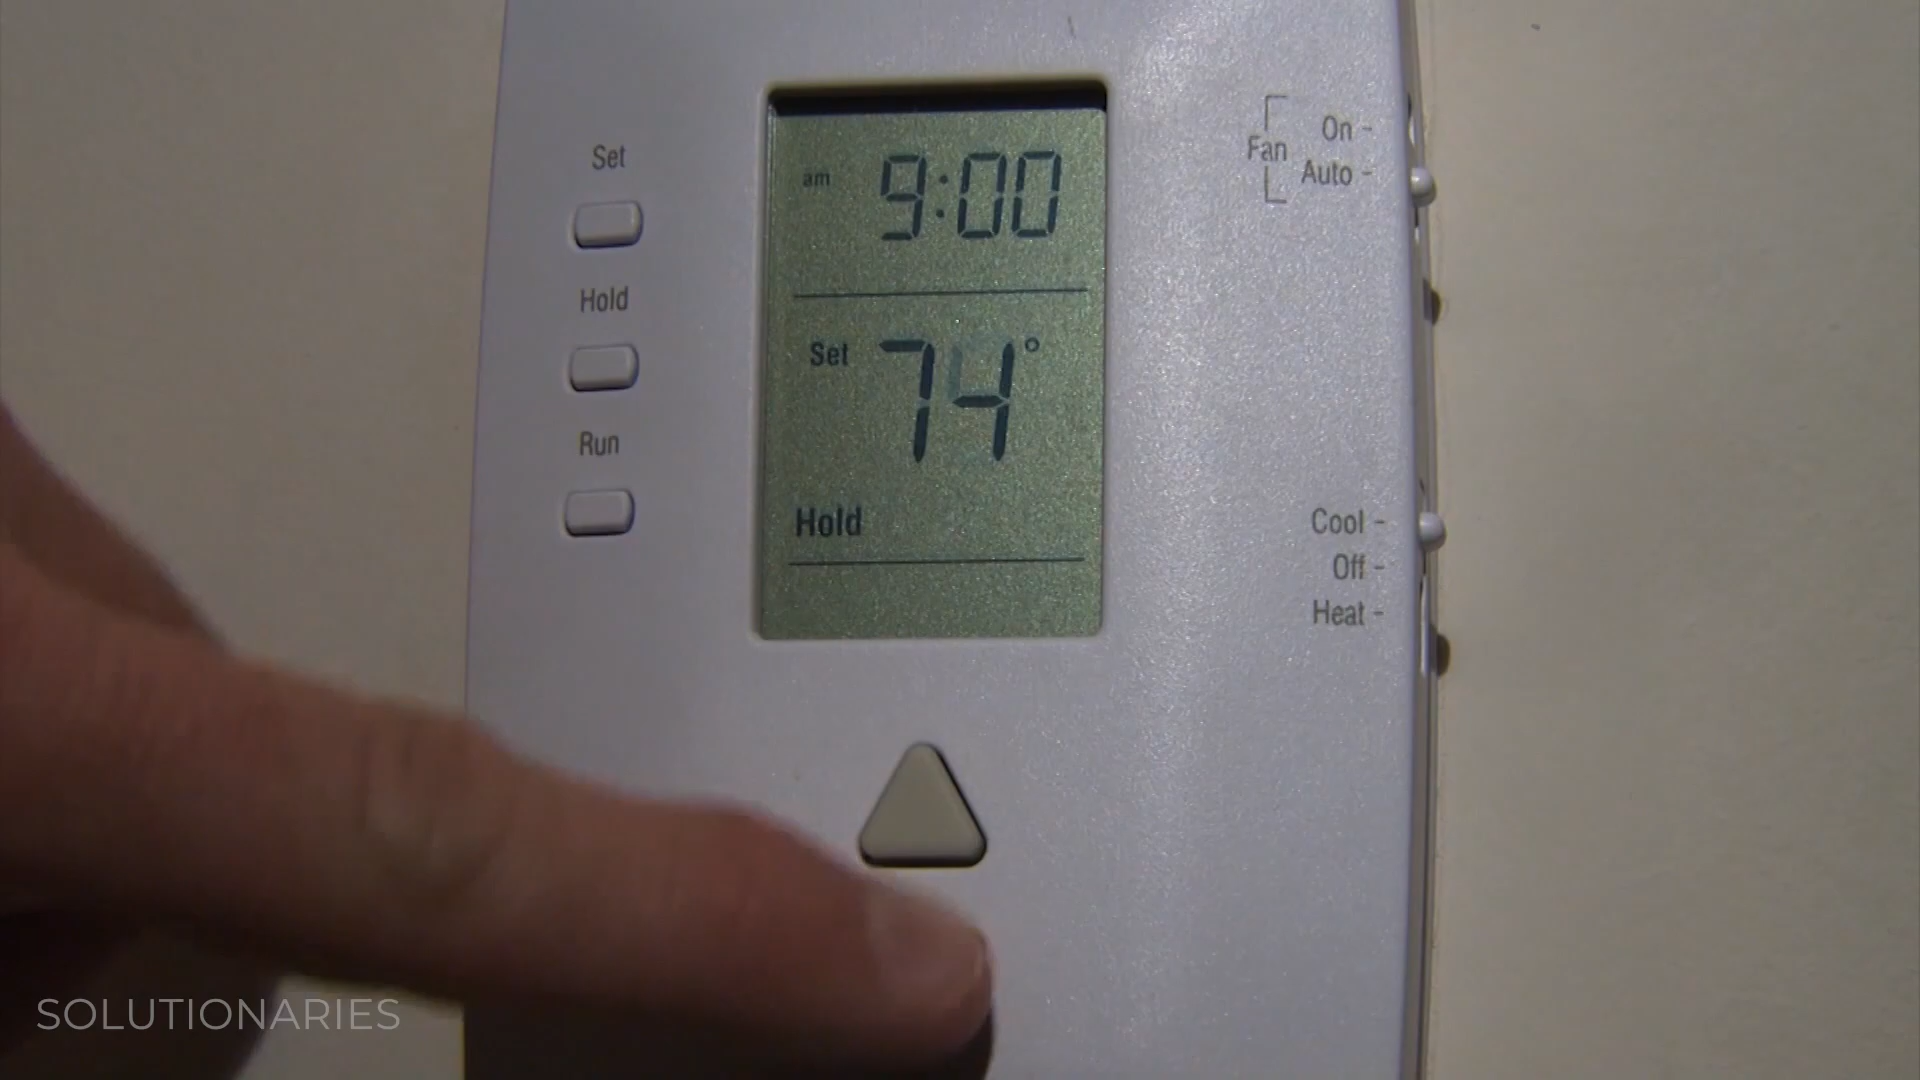 Set
Hold
Run
am 9:00
Set 74°
Hold
Fan
On -
Auto -
Cool -
Off -
Heat -
SOLUTIONARIES